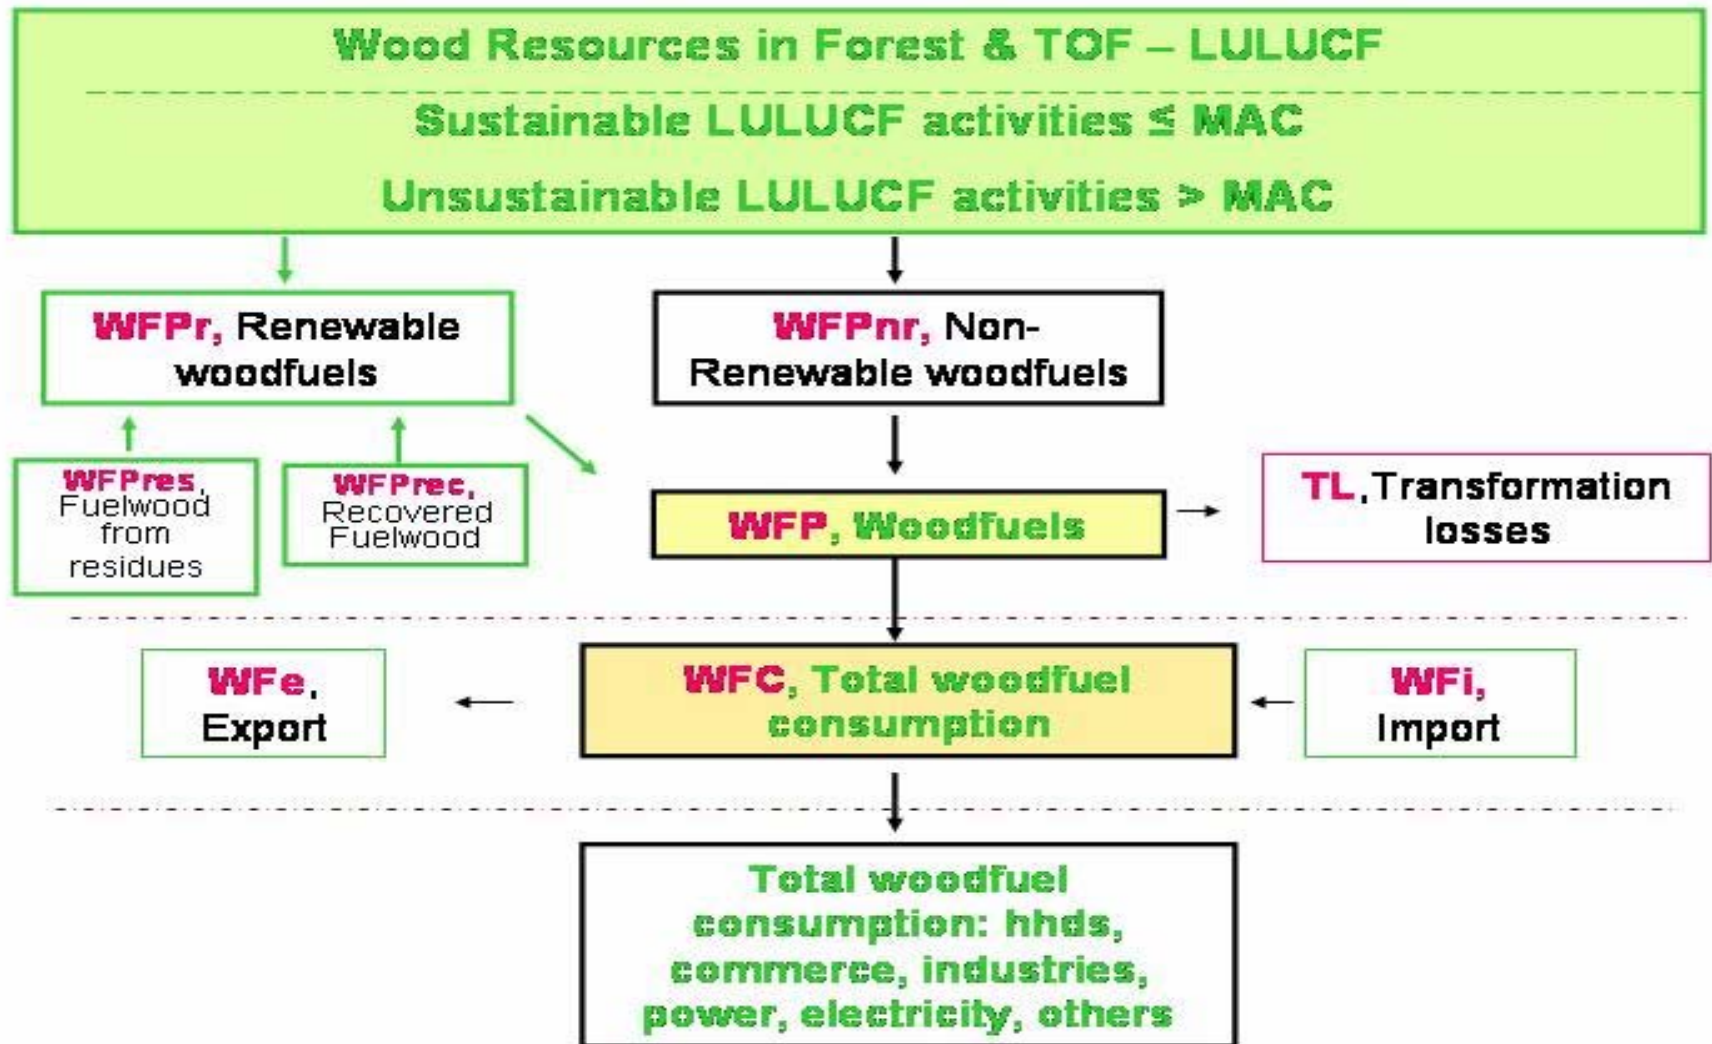 Wood Resources in Forest & TOF – LULUCF
Sustainable LULUCF activities ≤ MAC
Unsustainable LULUCF activities > MAC
WFPr, Renewable
woodfuels
WFPnr, Non-
Renewable woodfuels
WFPres,
Fuelwood
from
residues
WFPrec,
Recovered
Fuelwood
WFP, Woodfuels
TL, Transformation
losses
WFe,
Export
WFC, Total woodfuel
consumption
WFi,
Import
Total woodfuel
consumption: hhds,
commerce, industries,
power, electricity, others